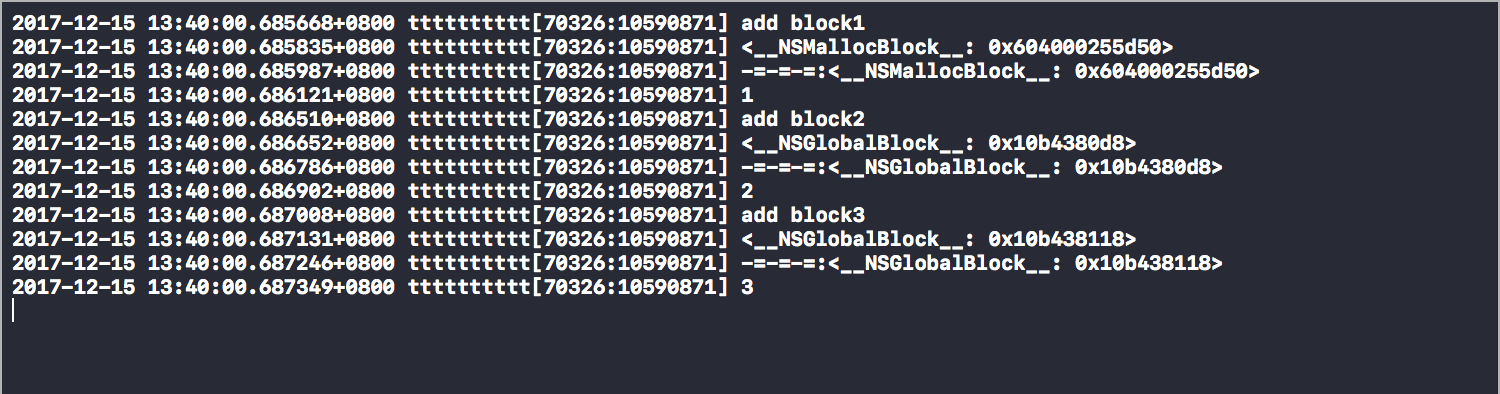 2017-12-15 13:40:00.685668+0800 tttttttttt[70326:10590871] add block1
2017-12-15 13:40:00.685835+0800 tttttttttt[70326:10590871] <__NSMallocBlock__: 0x604000255d50>
2017-12-15 13:40:00.685987+0800 tttttttttt[70326:10590871] -=-=-=:<__NSMallocBlock__: 0x604000255d50>
2017-12-15 13:40:00.686121+0800 tttttttttt[70326:10590871] 1
2017-12-15 13:40:00.686510+0800 tttttttttt[70326:10590871] add block2
2017-12-15 13:40:00.686652+0800 tttttttttt[70326:10590871] <__NSGlobalBlock__: 0x10b4380d8>
2017-12-15 13:40:00.686786+0800 tttttttttt[70326:10590871] -=-=-=:<__NSGlobalBlock__: 0x10b4380d8>
2017-12-15 13:40:00.686902+0800 tttttttttt[70326:10590871] 2
2017-12-15 13:40:00.687008+0800 tttttttttt[70326:10590871] add block3
2017-12-15 13:40:00.687131+0800 tttttttttt[70326:10590871] <__NSGlobalBlock__: 0x10b438118>
2017-12-15 13:40:00.687246+0800 tttttttttt[70326:10590871] -=-=-=:<__NSGlobalBlock__: 0x10b438118>
2017-12-15 13:40:00.687349+0800 tttttttttt[70326:10590871] 3